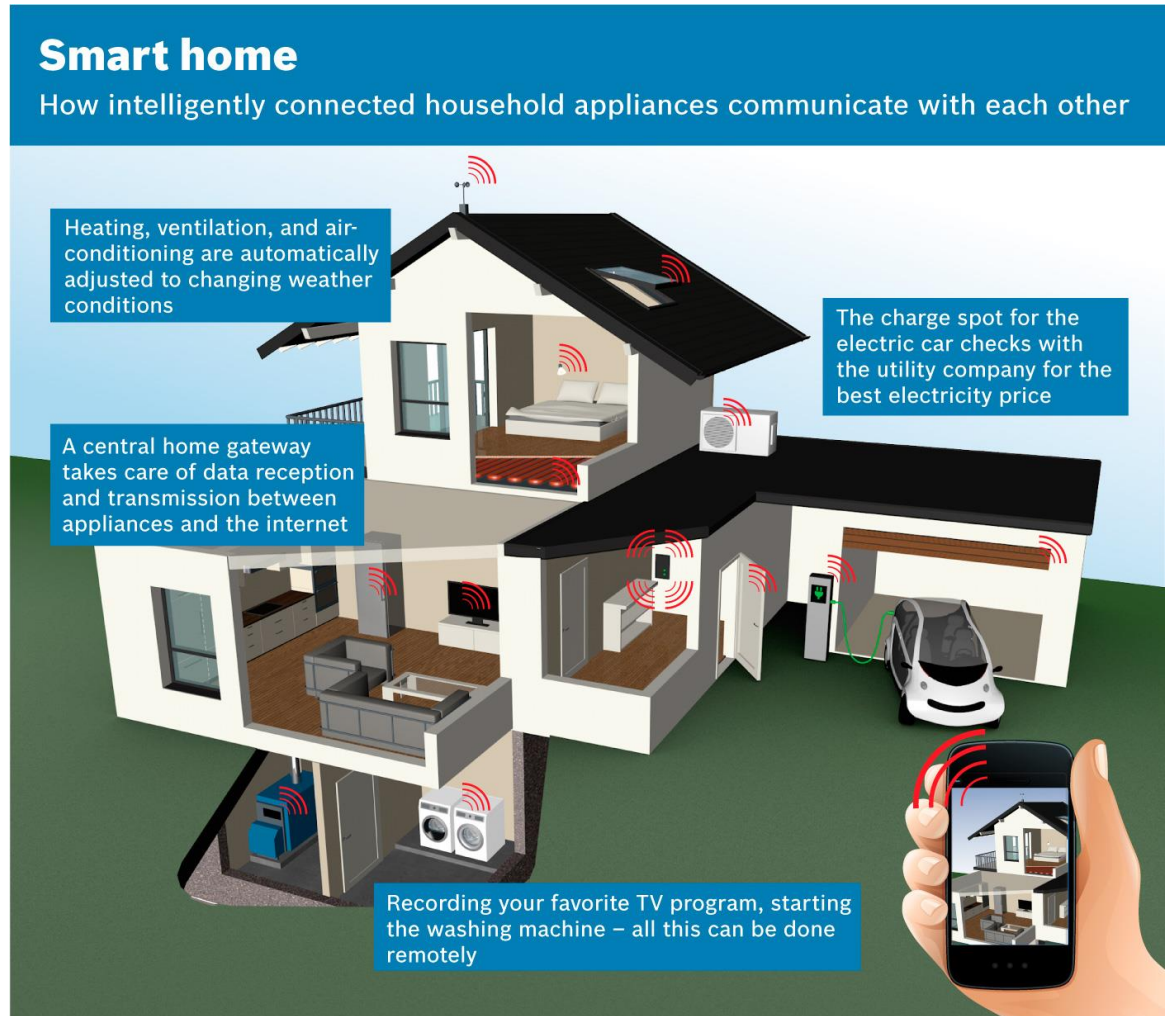 Smart home
How intelligently connected household appliances communicate with each other
Heating, ventilation, and air-
conditioning are automatically
adjusted to changing weather
conditions
The charge spot for the
electric car checks with
the utility company for the
best electricity price
A central home gateway
takes care of data reception
and transmission between
appliances and the internet
Recording your favorite TV program, starting
the washing machine – all this can be done
remotely